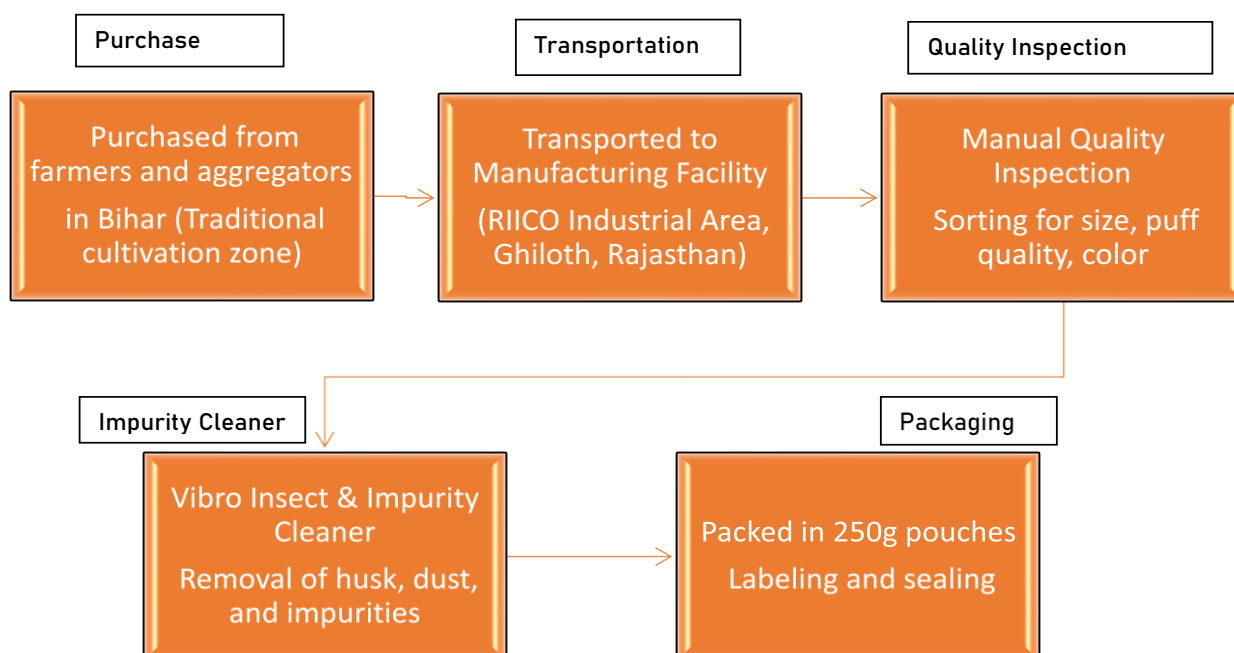 Purchase
Purchased from
farmers and aggregators
in Bihar (Traditional
cultivation zone)
Transportation
Transported to
Manufacturing Facility
(RIICO Industrial Area,
Ghiloth, Rajasthan)
Quality Inspection
Manual Quality
Inspection
Sorting for size, puff
quality, color
Impurity Cleaner
Vibro Insect & Impurity
Cleaner
Removal of husk, dust,
and impurities
Packaging
Packed in 250g pouches
Labeling and sealing